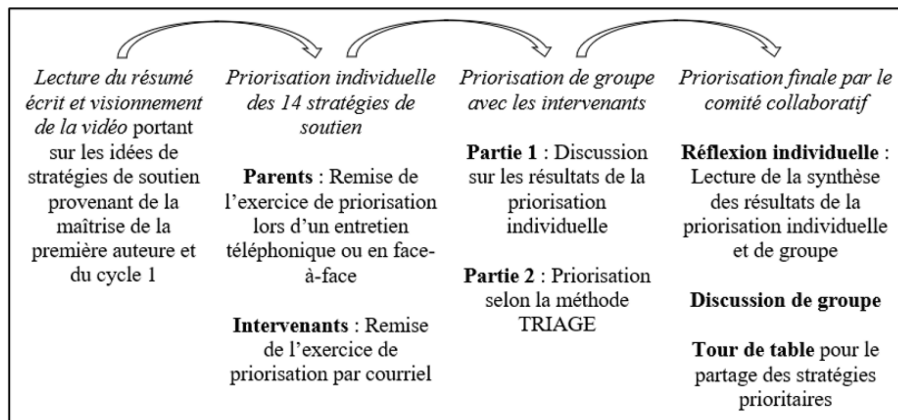 Lecture du résumé
écrit et visionnement
de la vidéo portant
sur les idées de
stratégies de soutien
provenant de la
maîtrise de la
première auteure et
du cycle 1
Priorisation individuelle
des 14 stratégies de
soutien
Parents : Remise de
l'exercice de priorisation
lors d'un entretien
téléphonique ou en face-
à-face
Intervenants : Remise
de l'exercice de
priorisation par courriel
Priorisation de groupe
avec les intervenants
Partie 1 : Discussion
sur les résultats de la
priorisation
individuelle
Partie 2 : Priorisation
selon la méthode
TRIAGE
Priorisation finale par le
comité collaboratif
Réflexion individuelle :
Lecture de la synthèse
des résultats de la
priorisation individuelle
et de groupe
Discussion de groupe
Tour de table pour le
partage des stratégies
prioritaires